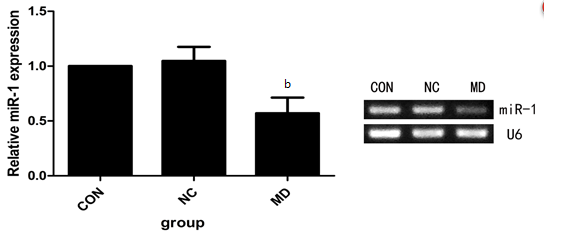 Relative miR-1 expression
1.5
1.0
0.5
0.0
b
CON
NC
MD
group
CON NC MD
miR-1
U6